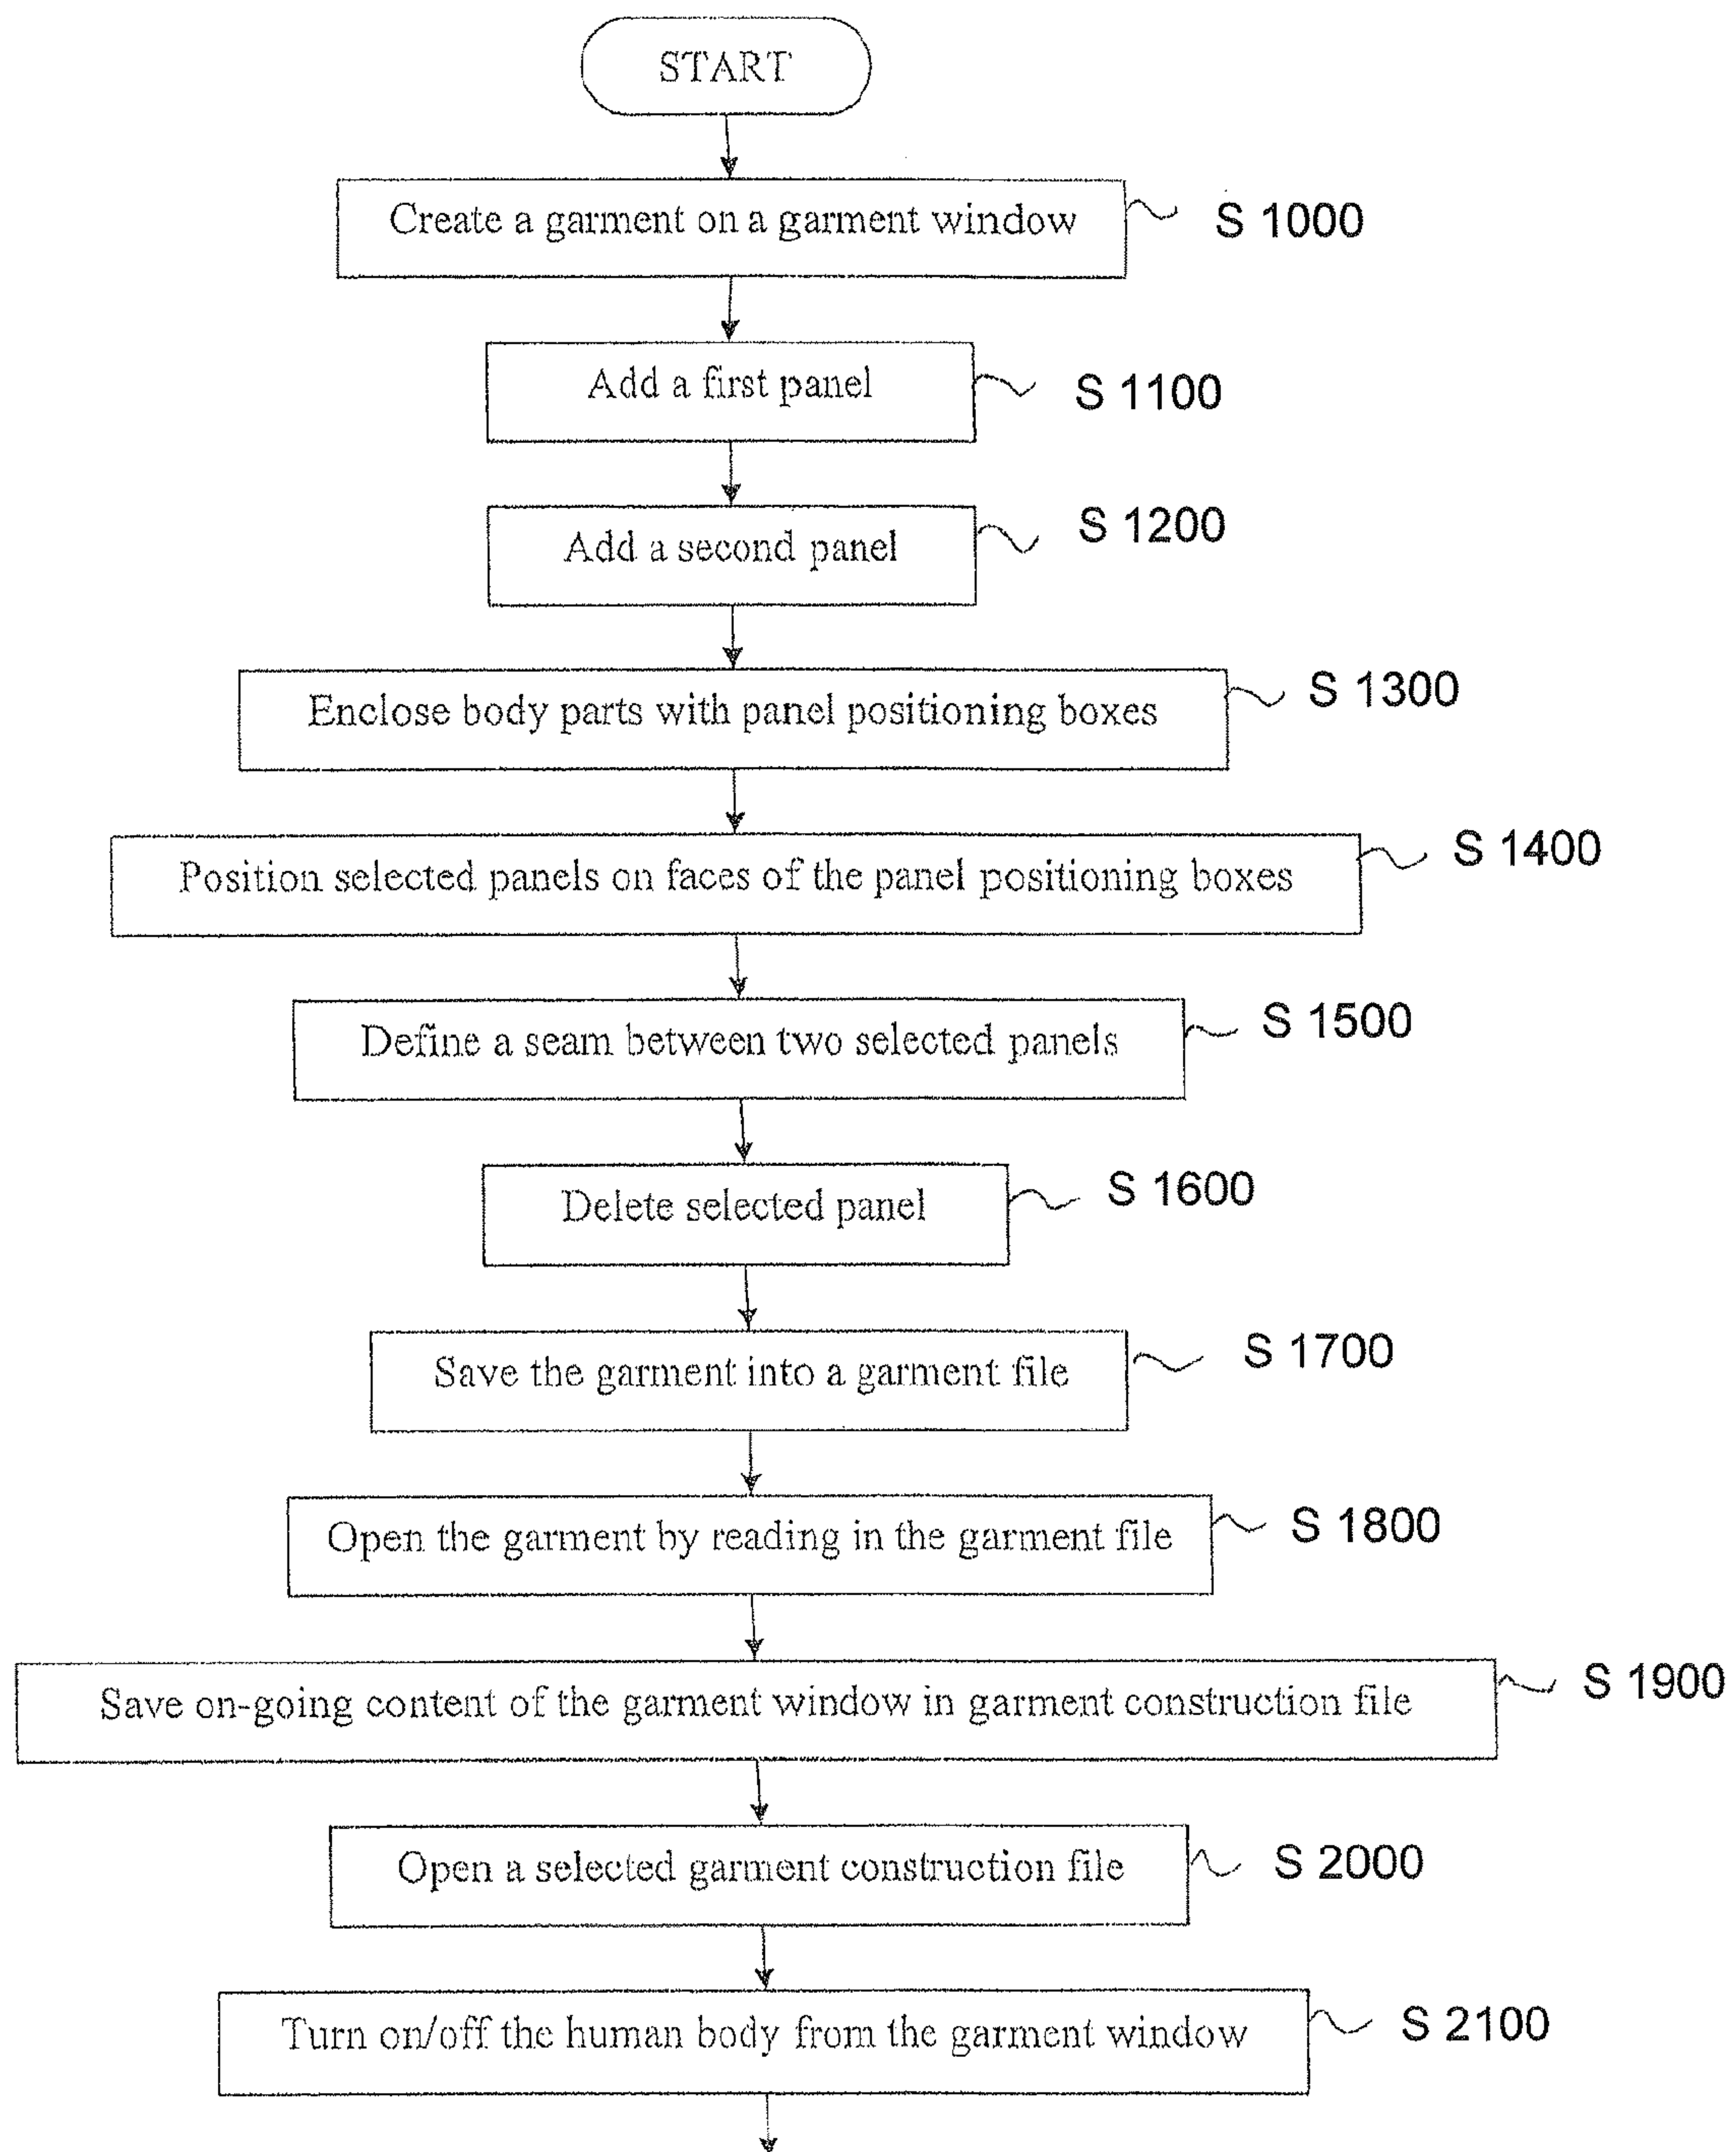 START
Create a garment on a garment window
S 1000
Add a first panel
S 1100
Add a second panel
S 1200
Enclose body parts with panel positioning boxes
S 1300
Position selected panels on faces of the panel positioning boxes
S 1400
Define a seam between two selected panels
S 1500
Delete selected panel
S 1600
Save the garment into a garment file
S 1700
Open the garment by reading in the garment file
S 1800
Save on-going content of the garment window in garment construction file
S 1900
Open a selected garment construction file
S 2000
Turn on/off the human body from the garment window
S 2100